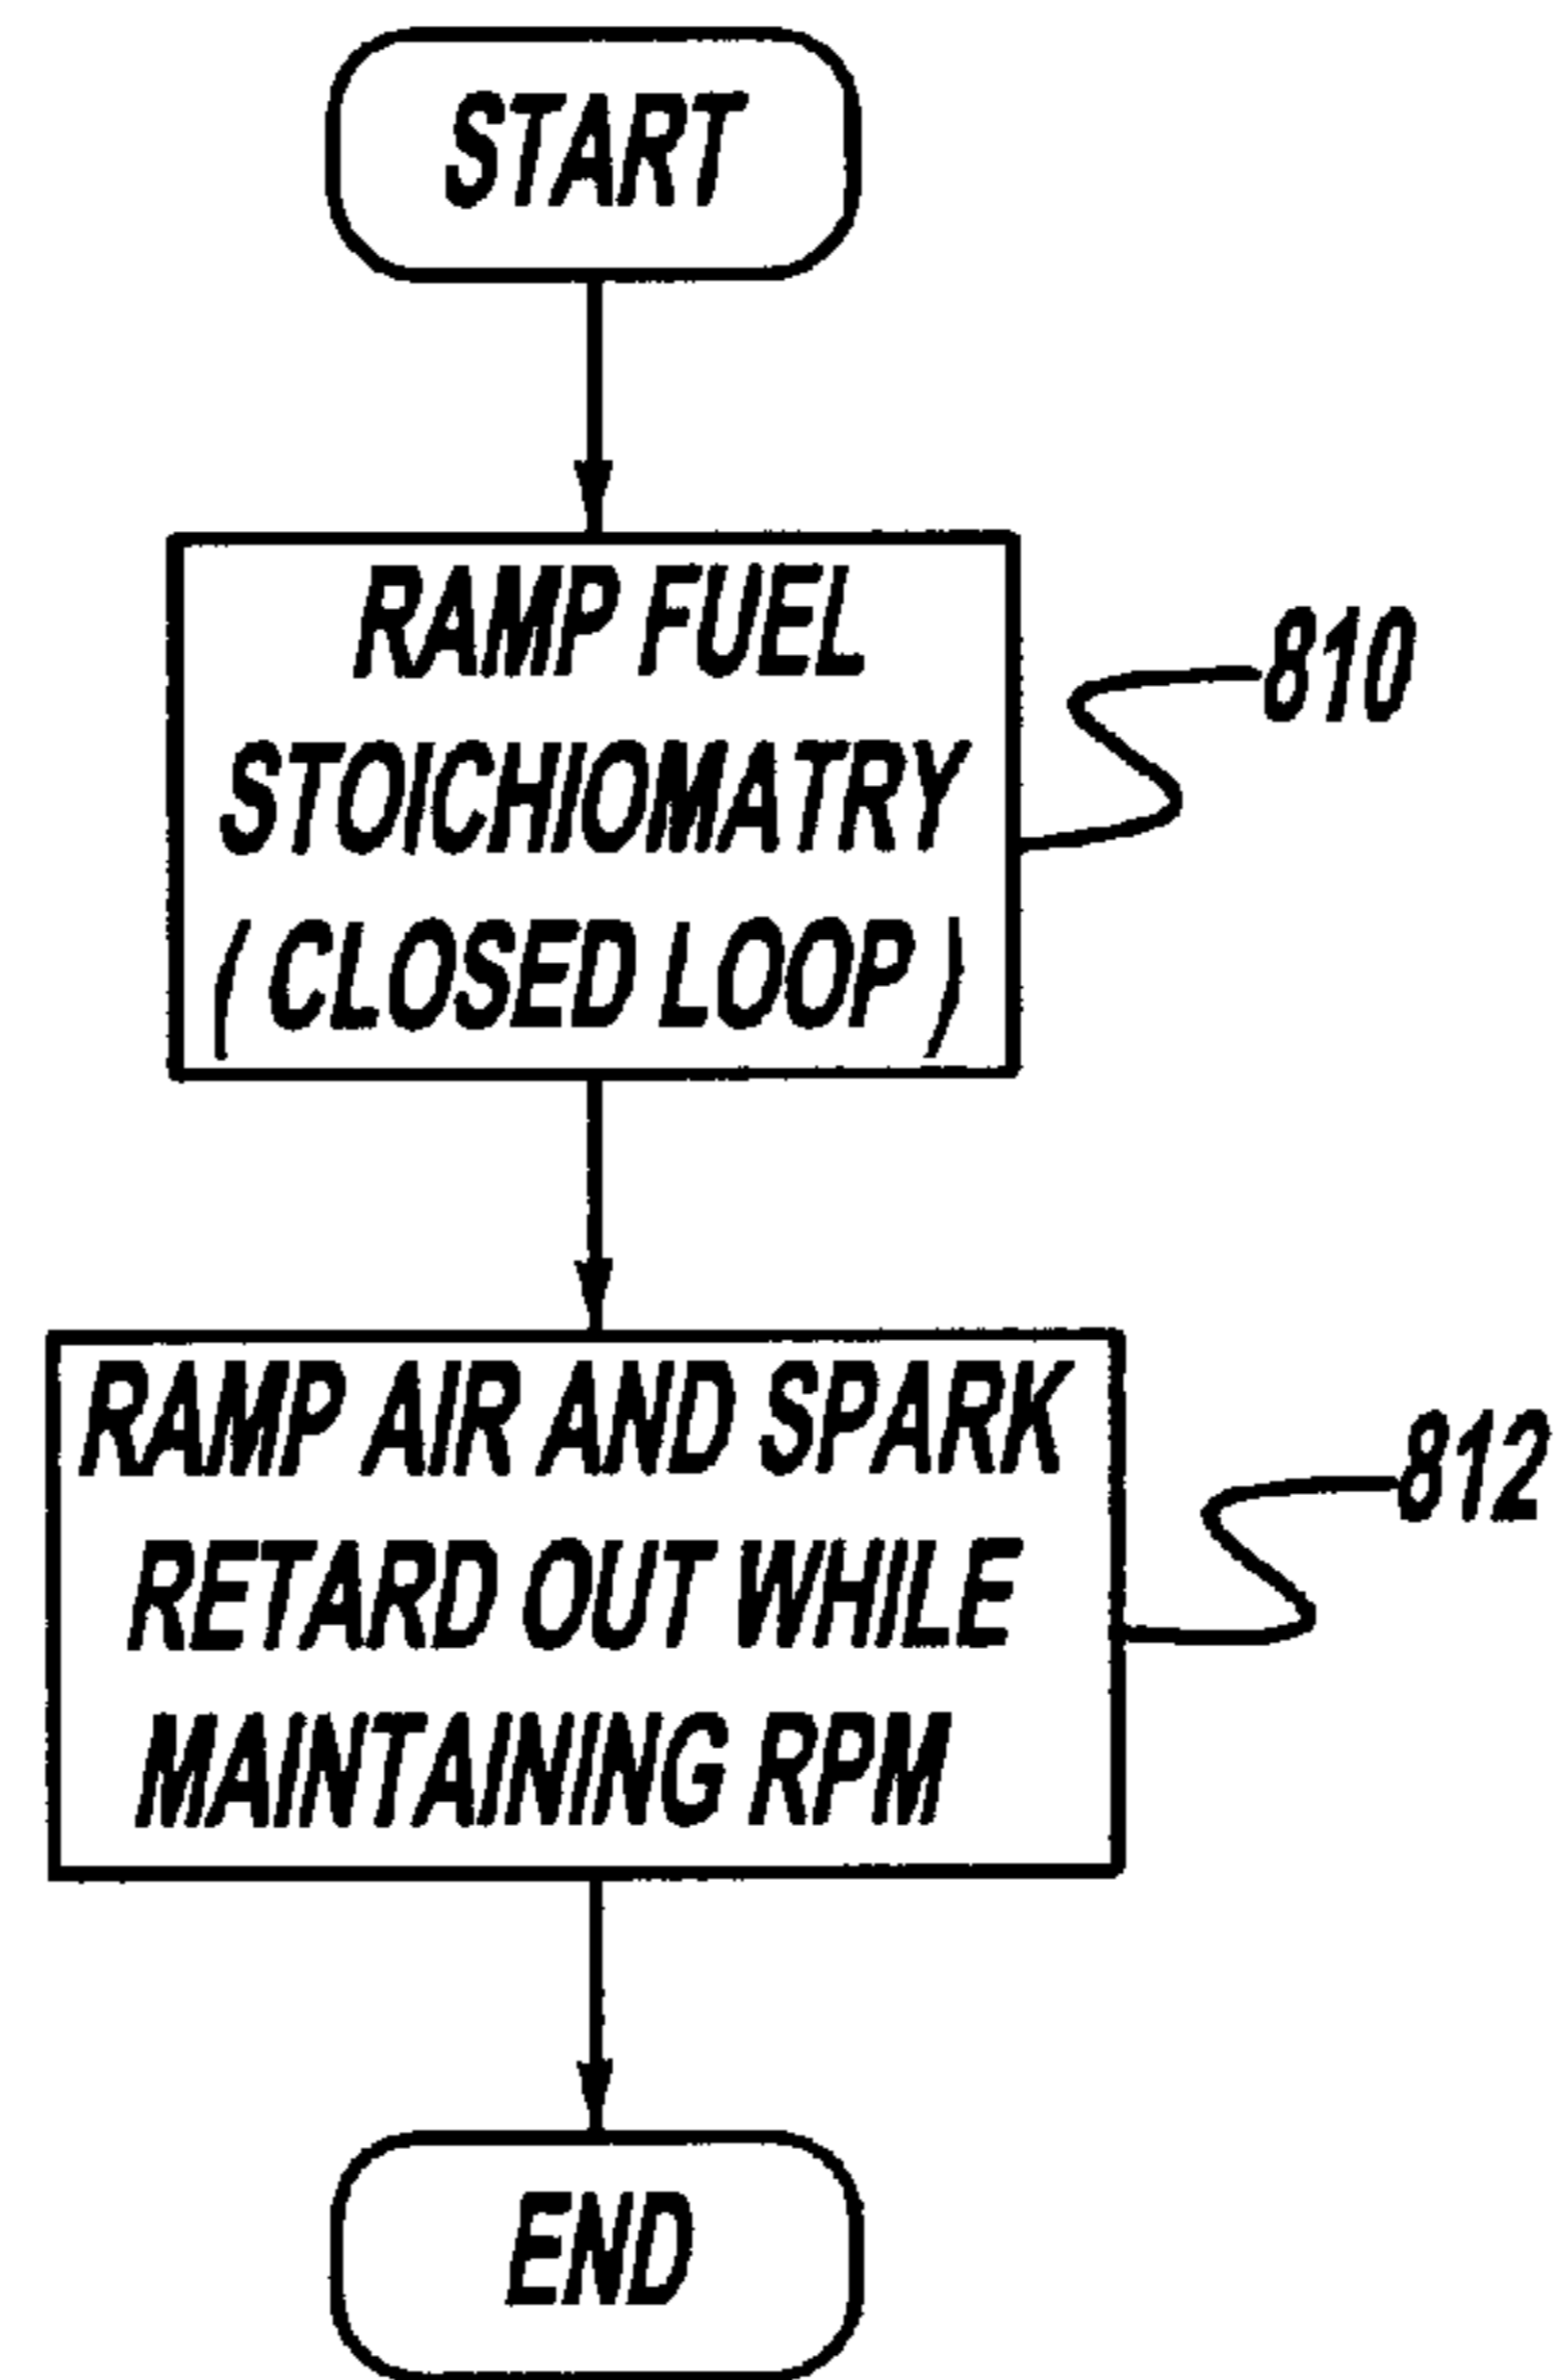 START
RAMP FUEL
STOICHIOMATRY
( CLOSED LOOP )
810
RAMP AIR AND SPARK
RETARD OUT WHILE
MAINTAINING RPM
812
END